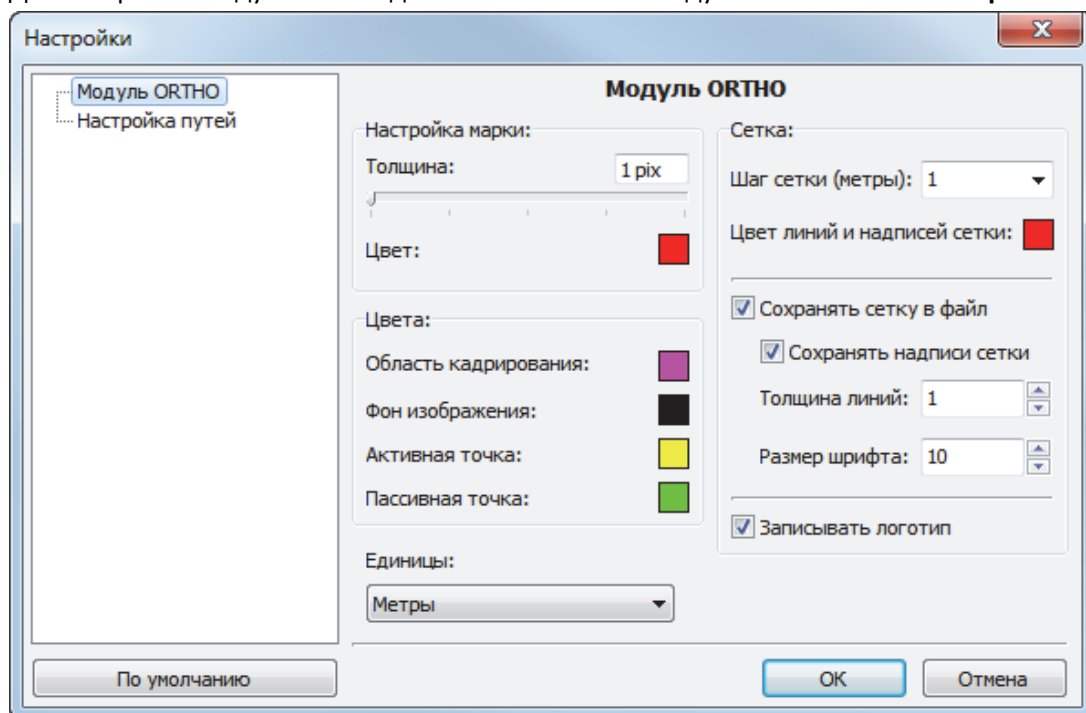 Настройки
Модуль ORTHO
Настройка путей
Модуль ORTHO
Настройка марки:
Толщина: 1 pix
Цвет:
Цвета:
Область кадрирования:
Фон изображения:
Активная точка:
Пассивная точка:
Единицы:
Метры
Сетка:
Шаг сетки (метры): 1
Цвет линий и надписей сетки:
Сохранять сетку в файл
Сохранять надписи сетки
Толщина линий: 1
Размер шрифта: 10
Записывать логотип
По умолчанию
OK
Отмена